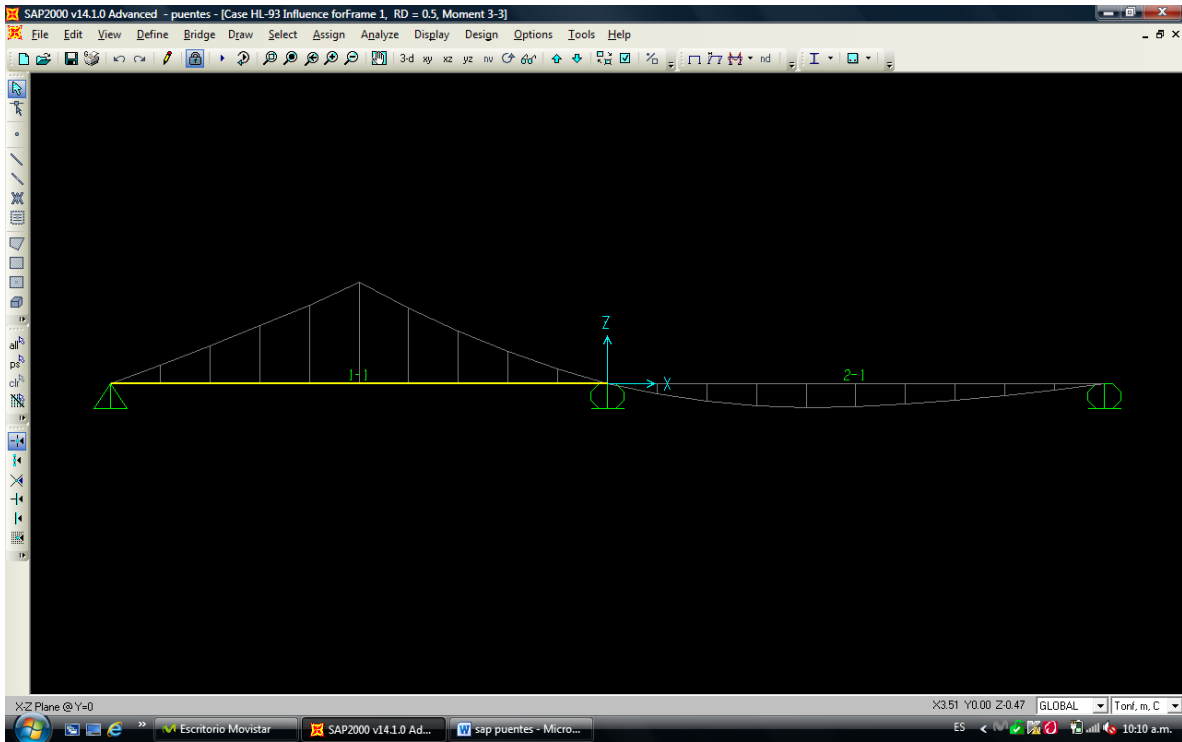 SAP2000 v14.1.0 Advanced - puentes - [Case HL-93 Influence forFrame 1, RD = 0.5, Moment 3-3]
File Edit View Define Bridge Draw Select Assign Analyze Display Design Options Tools Help
3-d xy xz yz nv nd
all
ps
clr
Z
1-1
X
2-1
X-Z Plane @ Y=0
X3.51 Y0.00 Z-0.47 GLOBAL Tonf, m, C
Escritorio Movistar SAP2000 v14.1.0 Ad... sap puentes - Micro... ES 10:10 a.m.